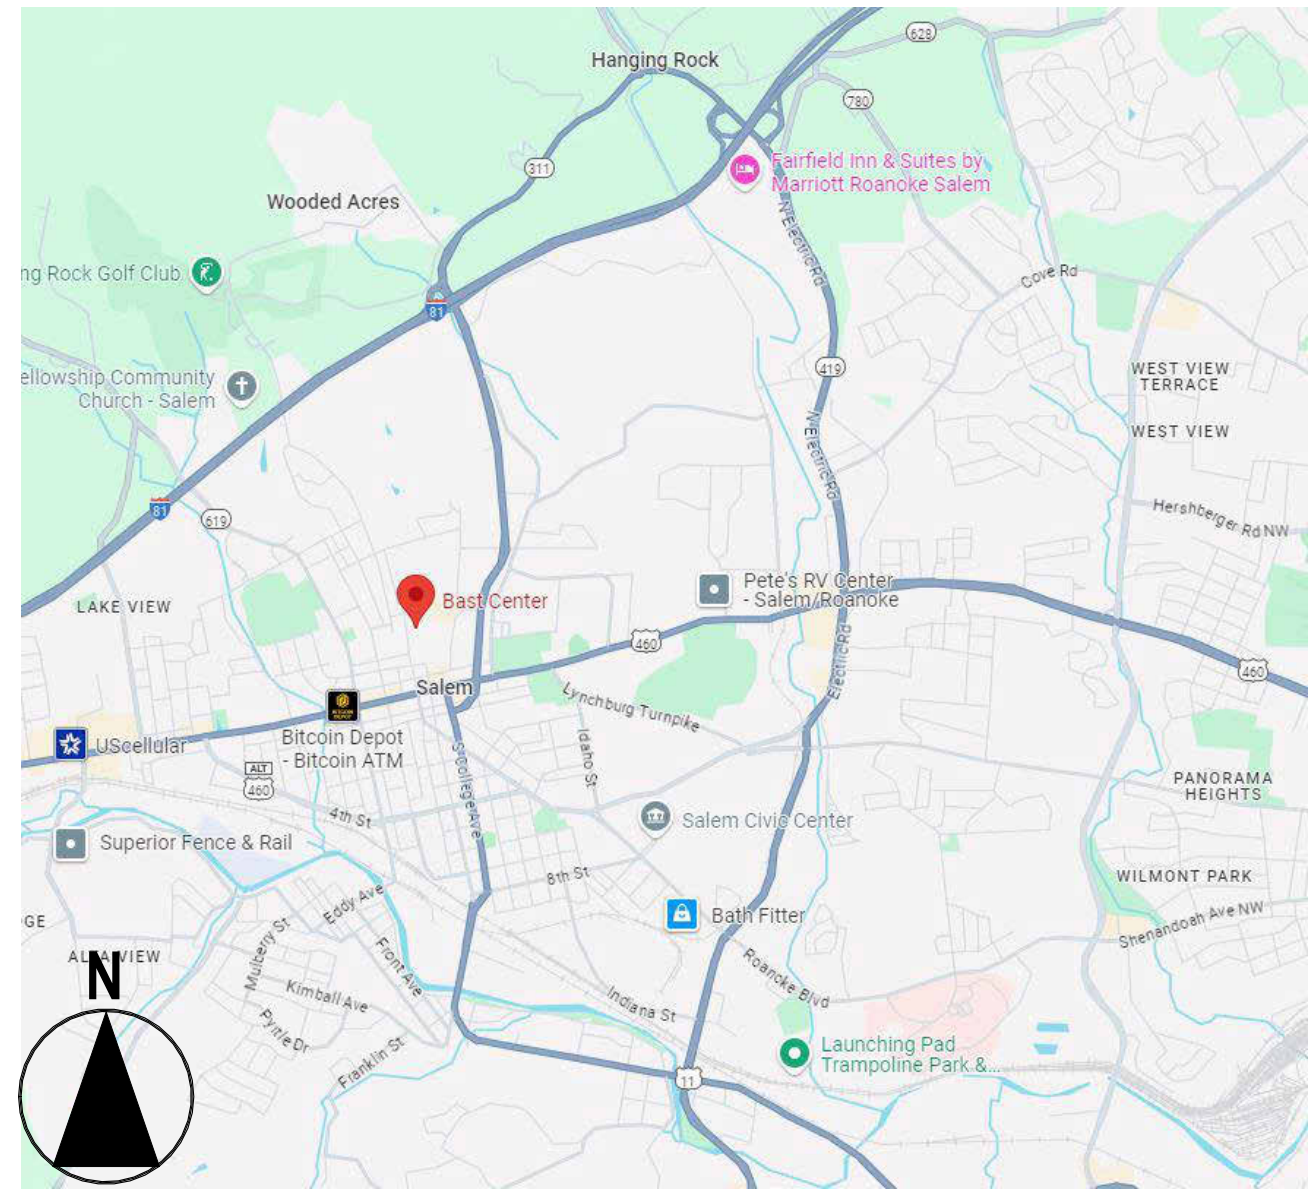 628
Hanging Rock
780
311
Fairfield Inn & Suites by
Marriott Roanoke Salem
Wooded Acres
N Electric Rd
ng Rock Golf Club
Cove Rd
81
419
ellowship Community
Church - Salem
WEST VIEW
TERRACE
WEST VIEW
N Electric Rd
81
619
Hershberger Rd NW
Pete's RV Center
- Salem/Roanoke
Bast Center
LAKE VIEW
460
Electric Rd
460
Salem
Lynchburg Turnpike
BITCOIN
DEPOT
UScellular
Bitcoin Depot
- Bitcoin ATM
S College Ave
Idaho St
ALT
460
PANORAMA
HEIGHTS
4th St
Salem Civic Center
Superior Fence & Rail
8th St
WILMONT PARK
Eddy Ave
Bath Fitter
GE
Shenandoah Ave NW
Mulberry St
Front Ave
N
Roanoke Blvd
Kimball Ave
Indiana St
Pyrtle Dr
Franklin St
Launching Pad
Trampoline Park &...
11